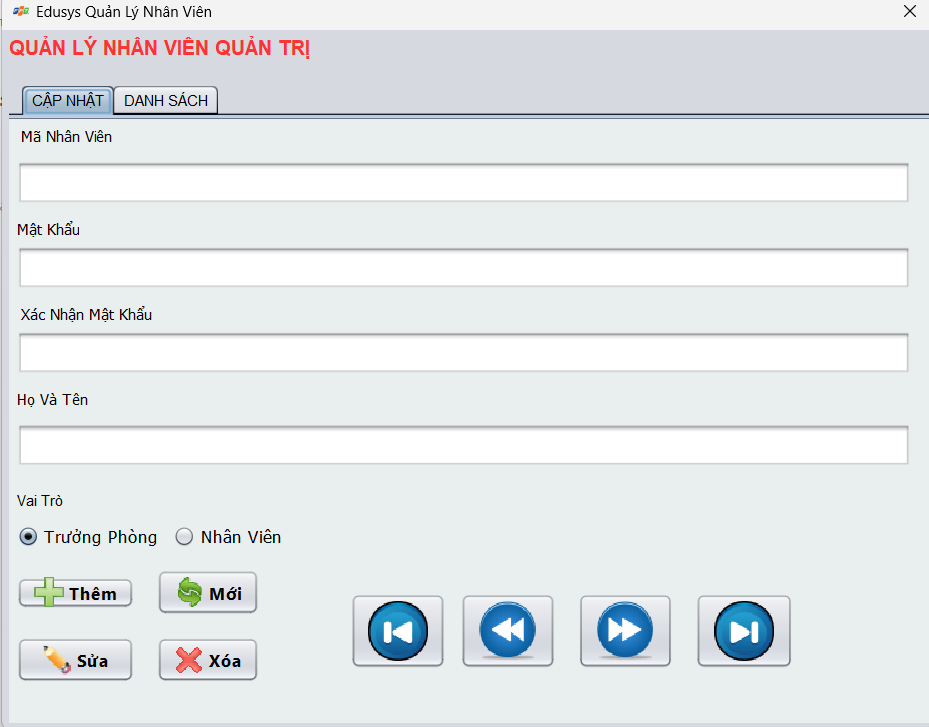 Edusys Quản Lý Nhân Viên
QUẢN LÝ NHÂN VIÊN QUẢN TRỊ
CẬP NHẬT DANH SÁCH
Mã Nhân Viên
Mật Khẩu
Xác Nhận Mật Khẩu
Họ Và Tên
Vai Trò
Trưởng Phòng Nhân Viên
Thêm Mới
Sửa Xóa